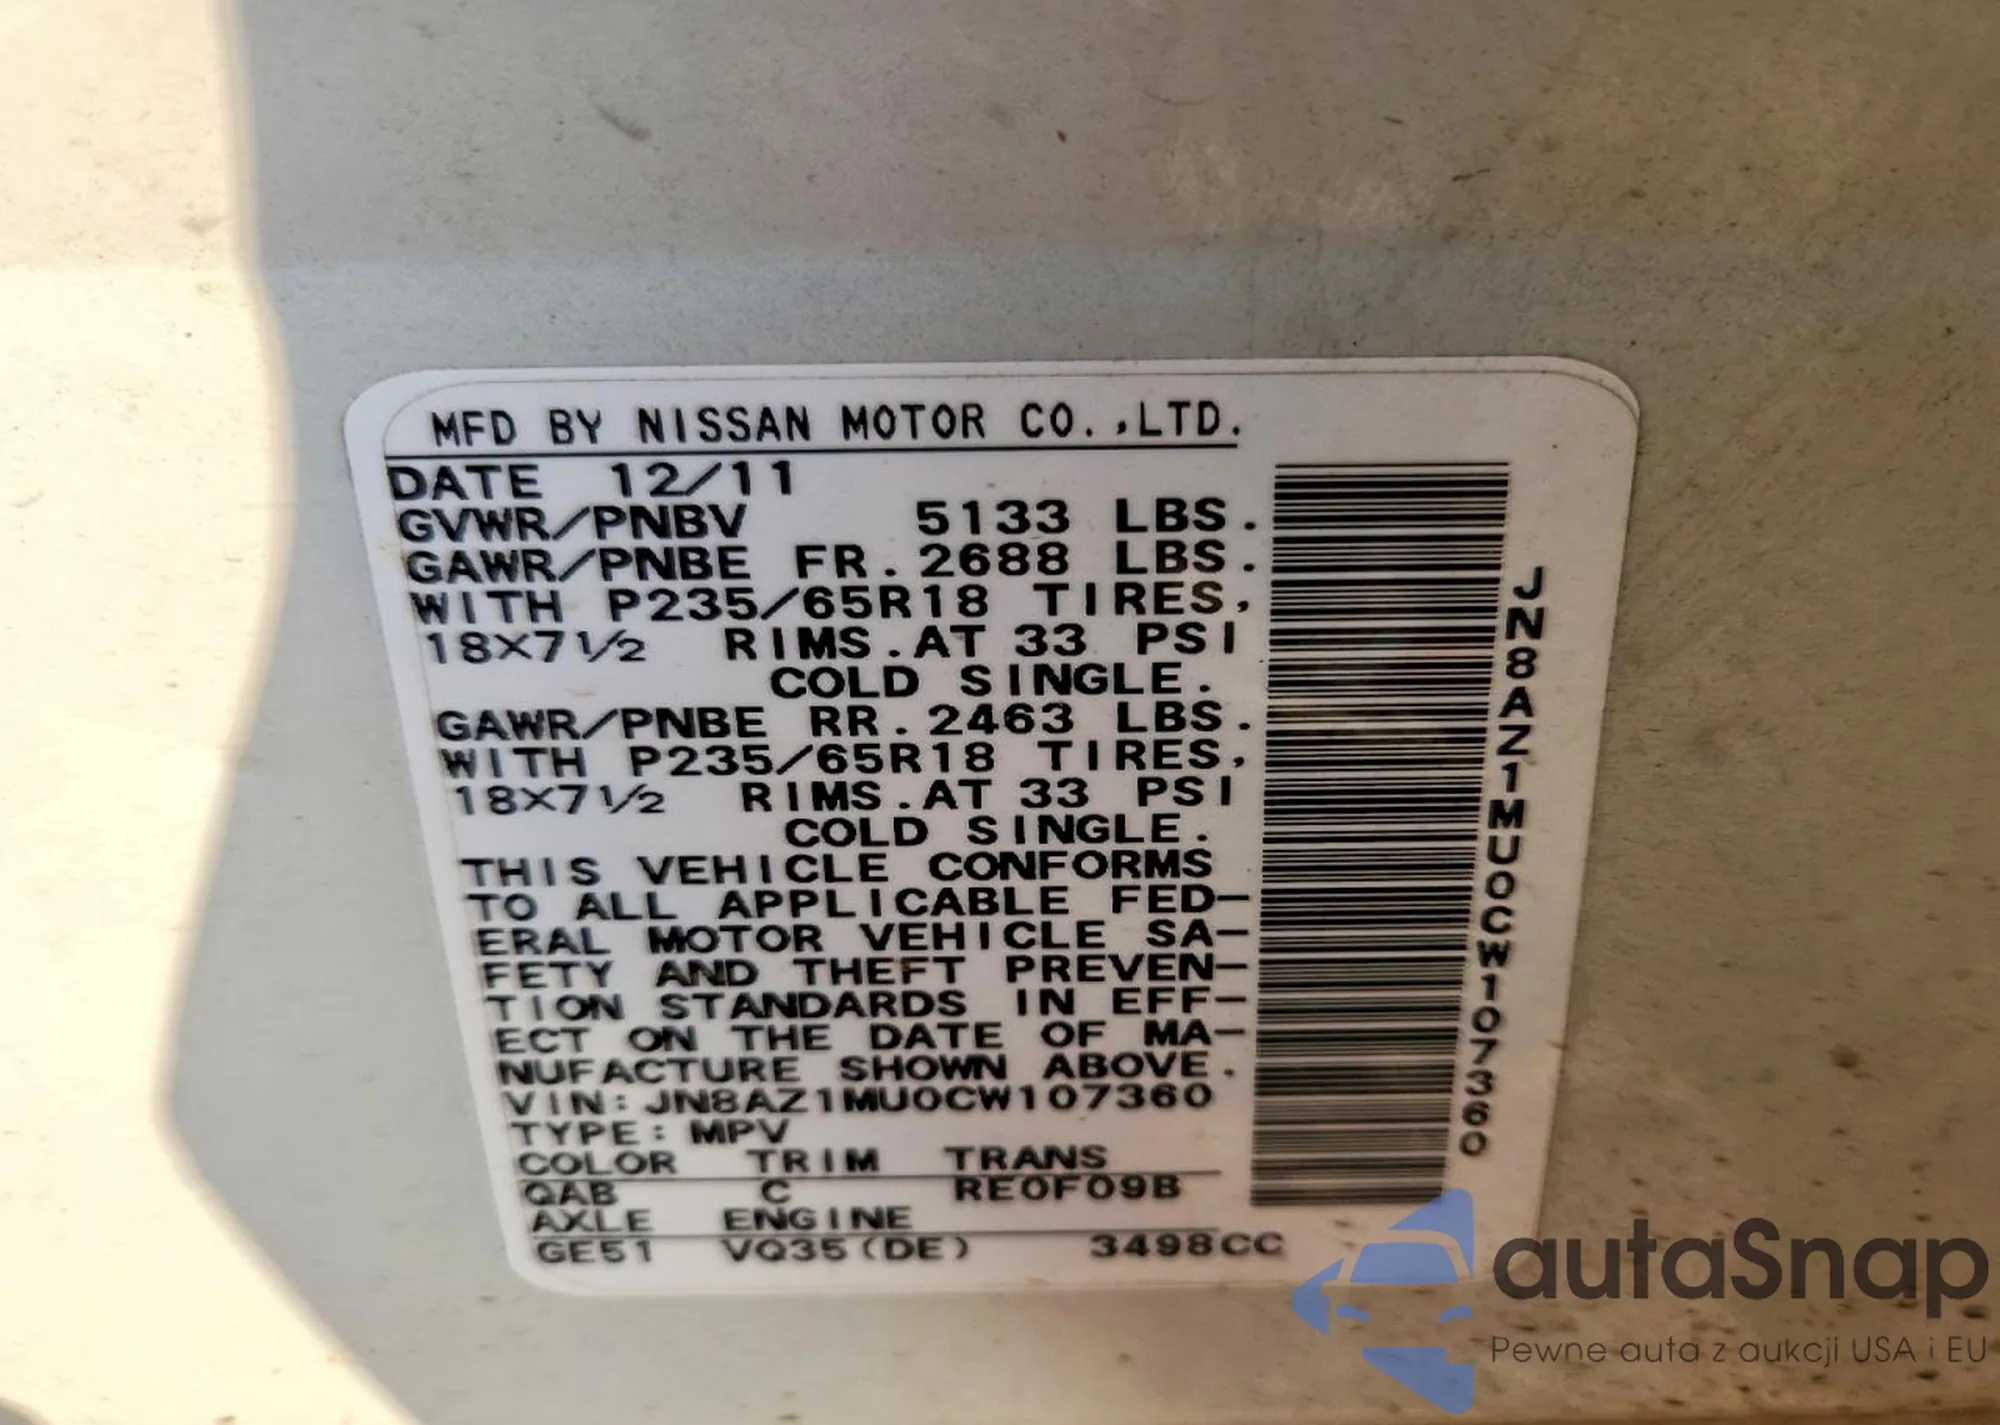 MFD BY NISSAN MOTOR CO.,LTD.
DATE 12/11
GVWR/PNBV 5133 LBS.
GAWR/PNBE FR. 2688 LBS.
WITH P235/65R18 TIRES,
18X7½ RIMS.AT 33 PSI
COLD SINGLE.
GAWR/PNBE RR. 2463 LBS.
WITH P235/65R18 TIRES,
18X7½ RIMS.AT 33 PSI
COLD SINGLE.
THIS VEHICLE CONFORMS
TO ALL APPLICABLE FED-
ERAL MOTOR VEHICLE SA-
FETY AND THEFT PREVEN-
TION STANDARDS IN EFF-
ECT ON THE DATE OF MA-
NUFACTURE SHOWN ABOVE.
VIN: JN8AZ1MU0CW107360
TYPE: MPV
COLOR TRIM TRANS
QAB C RE0F09B
AXLE ENGINE
GE51 VQ35(DE) 3498CC
JN8AZ1MU0CW107360
autaSnap
Pewne auta z aukcji USA i EU